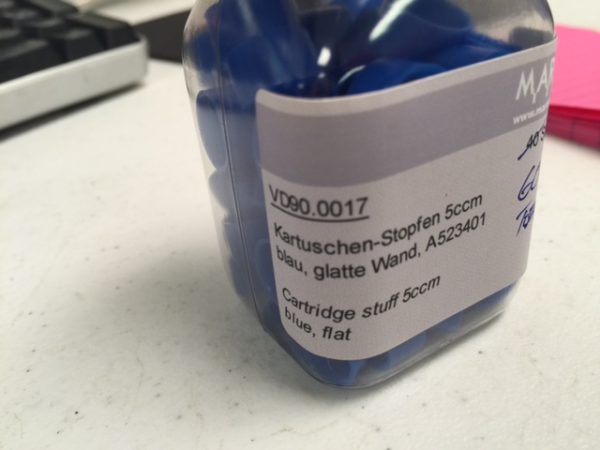 VD90.0017
Kartuschen-Stopfen 5ccm
blau, glatte Wand, A523401
Cartridge stuff 5ccm
blue, flat